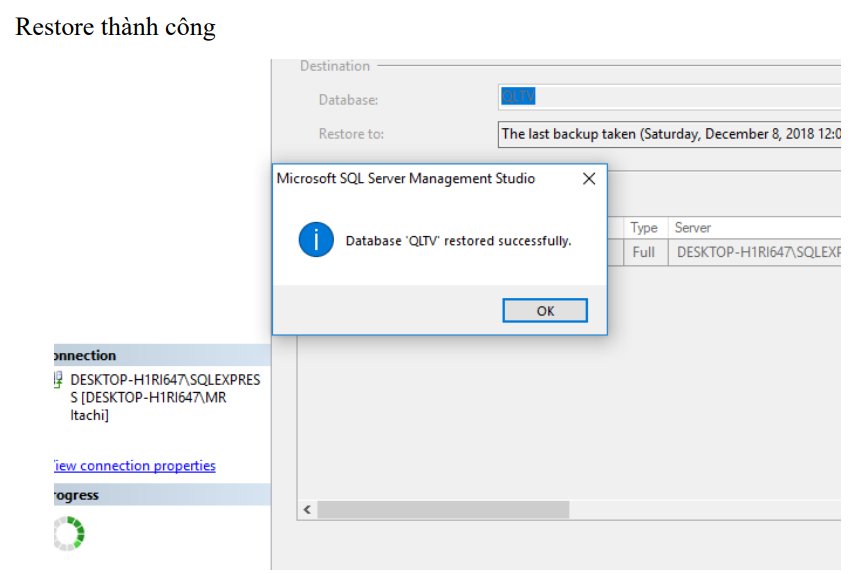 Restore thành công
Destination
Database:
QLTV
Restore to:
The last backup taken (Saturday, December 8, 2018 12:0
Microsoft SQL Server Management Studio
Database 'QLTV' restored successfully.
OK
Type Server
Full DESKTOP-H1RI647\SQLEXP
onnection
DESKTOP-H1RI647\SQLEXPRES
S [DESKTOP-H1RI647\MR
Itachi]
iew connection properties
rogress